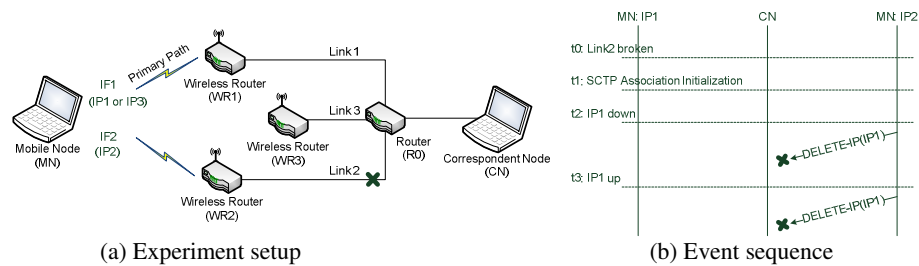 Primary Path
Link1
Wireless Router
(WR1)
IF1
(IP1 or IP3)
Link3
Mobile Node
(MN)
IF2
(IP2)
Wireless Router
(WR3)
Router
(R0)
Correspondent Node
(CN)
Link2
Wireless Router
(WR2)
(a) Experiment setup
MN: IP1
CN
MN: IP2
t0: Link2 broken
t1: SCTP Association Initialization
t2: IP1 down
DELETE-IP(IP1)
t3: IP1 up
DELETE-IP(IP1)
(b) Event sequence